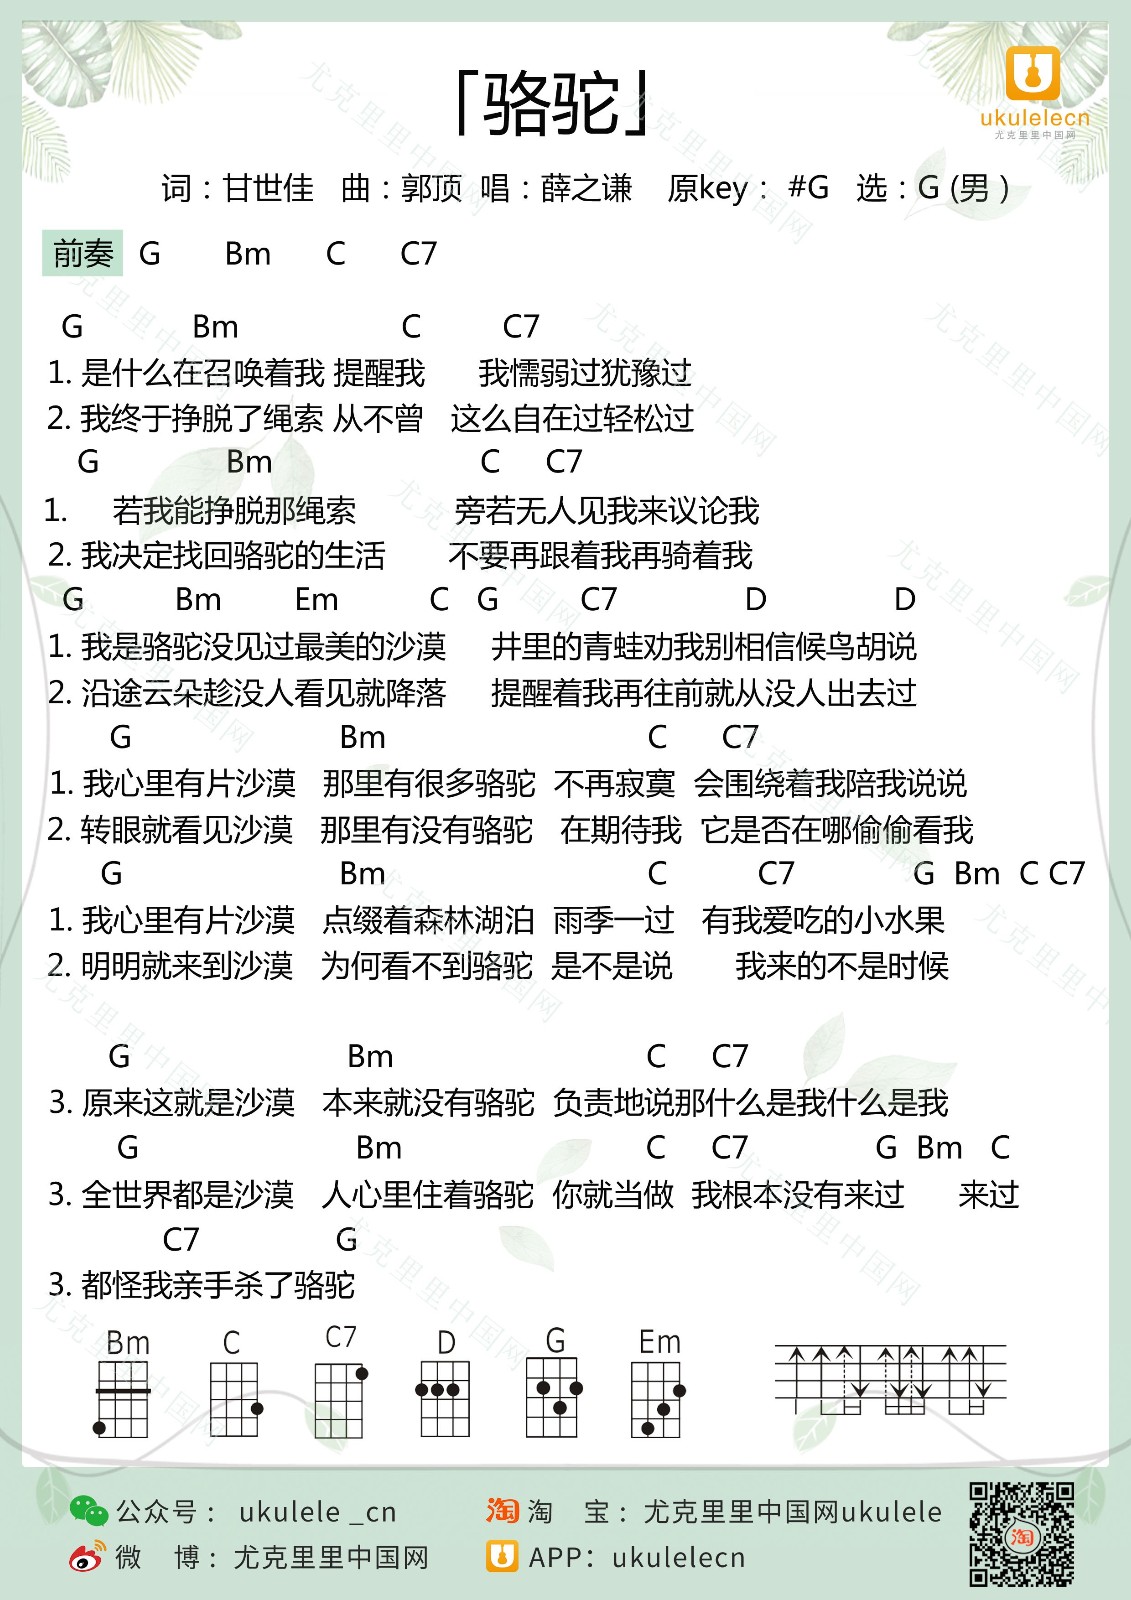 「骆驼」
ukulelecn
尤克里里中国网
词：甘世佳 曲：郭顶 唱：薛之谦 原key： #G 选：G (男 )
前奏 G Bm C C7
G Bm C C7
1. 是什么在召唤着我 提醒我 我懦弱过犹豫过
2. 我终于挣脱了绳索 从不曾 这么自在过轻松过
G Bm C C7
1. 若我能挣脱那绳索 旁若无人见我来议论我
2. 我决定找回骆驼的生活 不要再跟着我再骑着我
G Bm Em C G C7 D D
1. 我是骆驼没见过最美的沙漠 井里的青蛙劝我别相信候鸟胡说
2. 沿途云朵趁没人看见就降落 提醒着我再往前就从没人出去过
G Bm C C7
1. 我心里有片沙漠 那里有很多骆驼 不再寂寞 会围绕着我陪我说说
2. 转眼就看见沙漠 那里有没有骆驼 在期待我 它是否在哪偷偷看我
G Bm C C7 G Bm C C7
1. 我心里有片沙漠 点缀着森林湖泊 雨季一过 有我爱吃的小水果
2. 明明就来到沙漠 为何看不到骆驼 是不是说 我来的不是时候
G Bm C C7
3. 原来这就是沙漠 本来就没有骆驼 负责地说那什么是我什么是我
G Bm C C7 G Bm C
3. 全世界都是沙漠 人心里住着骆驼 你就当做 我根本没有来过 来过
C7 G
3. 都怪我亲手杀了骆驼
Bm C C7 D G Em
公众号： ukulele _cn 淘 淘 宝：尤克里里中国网ukulele
微 博：尤克里里中国网 APP：ukulelecn
淘